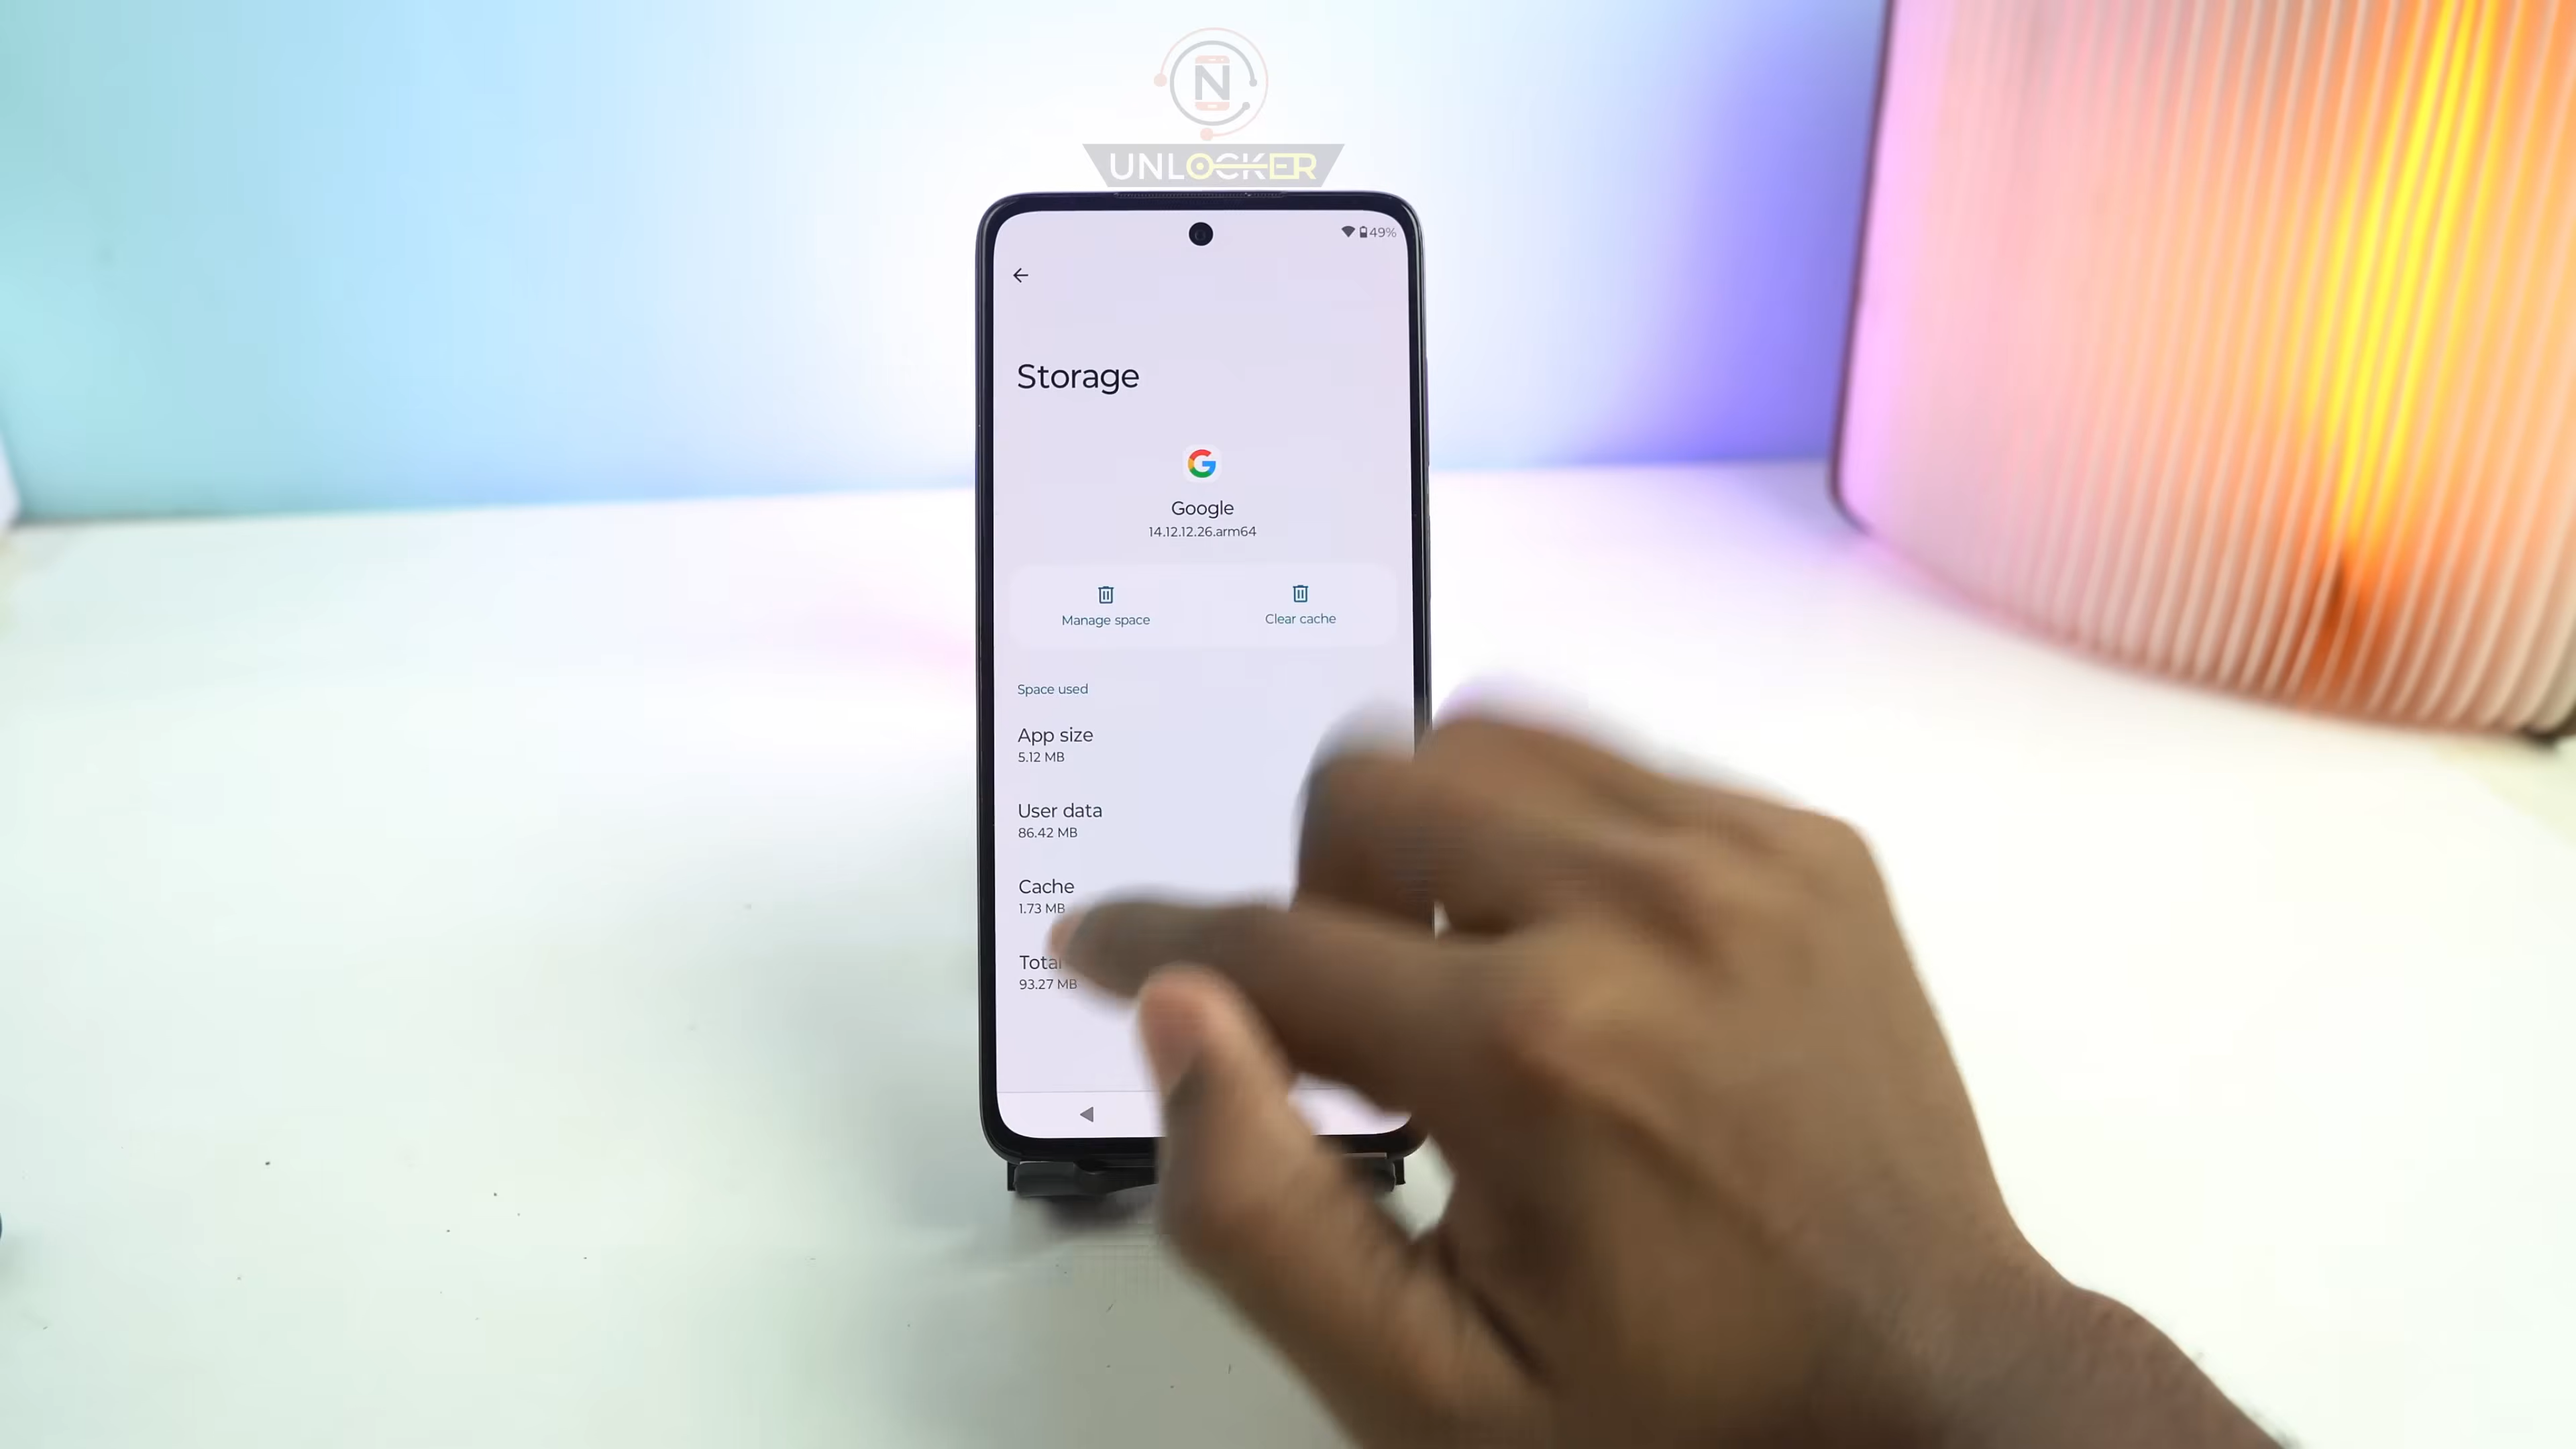 N
UNLOCKER
49%
Storage
Google
14.12.12.26.arm64
Manage space
Clear cache
Space used
App size
5.12 MB
User data
86.42 MB
Cache
1.73 MB
Total
93.27 MB